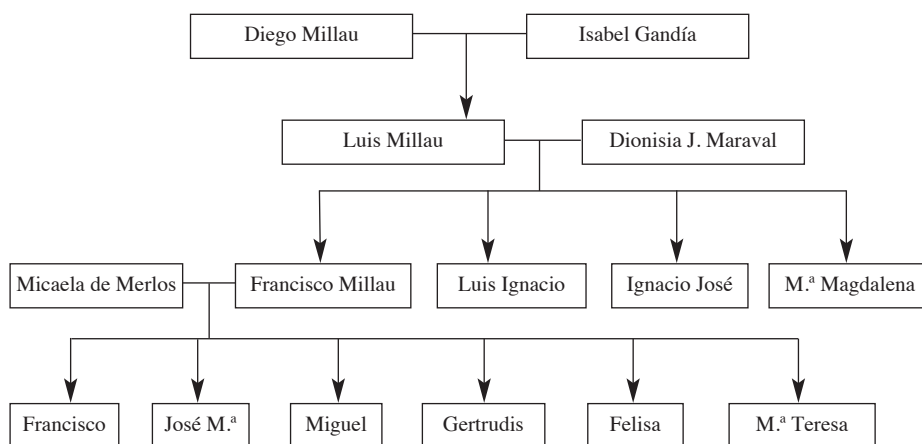 Diego Millau
Isabel Gandía
Luis Millau
Dionisia J. Maraval
Micaela de Merlos
Francisco Millau
Luis Ignacio
Ignacio José
M.ª Magdalena
Francisco
José M.ª
Miguel
Gertrudis
Felisa
M.ª Teresa